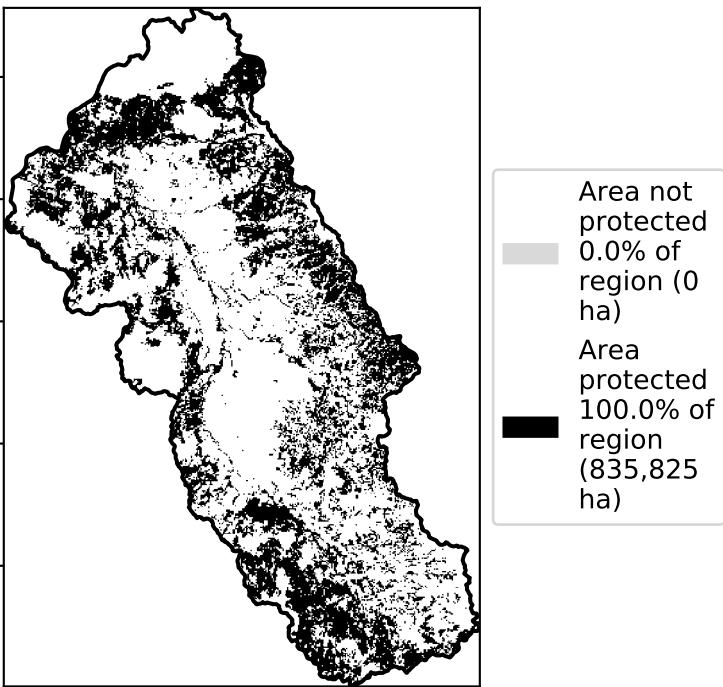 Area not
protected
0.0% of
region (0
ha)
Area
protected
100.0% of
region
(835,825
ha)